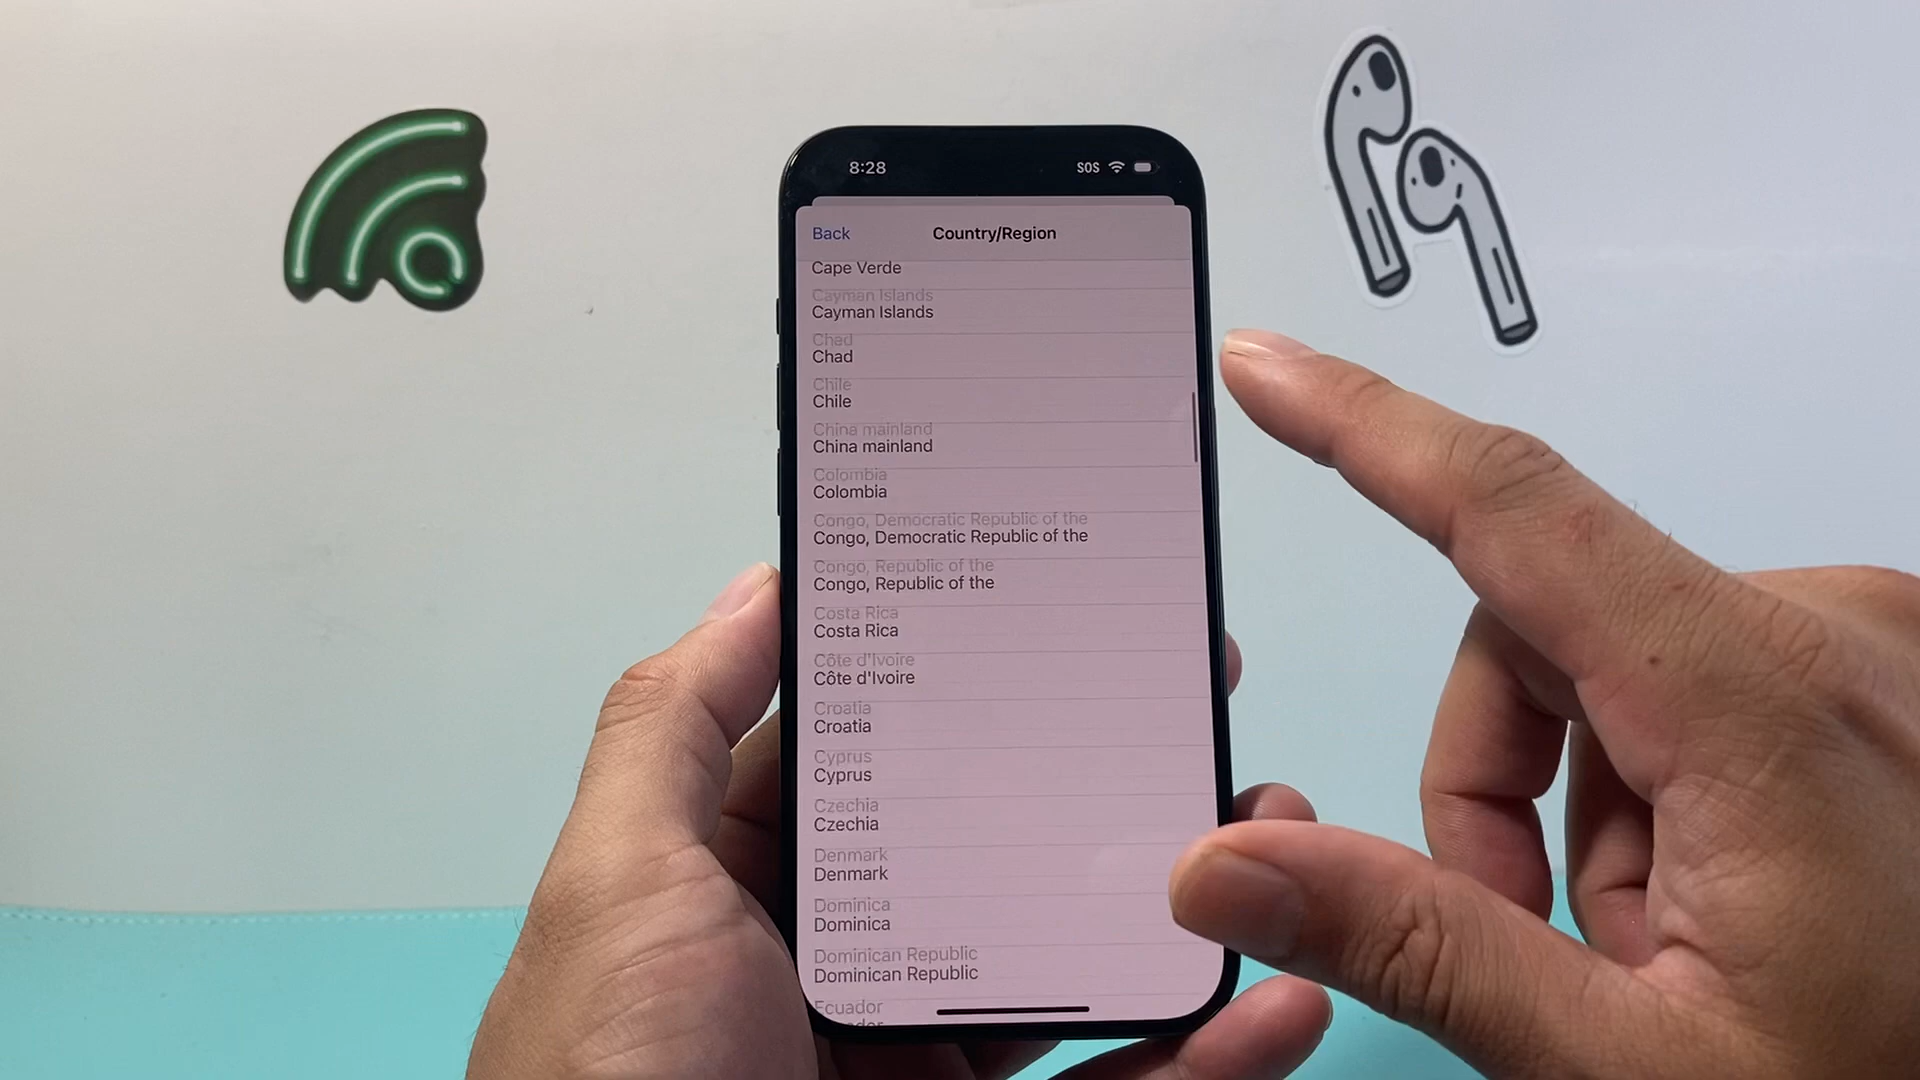 8:28
SOS
Back
Country/Region
Cape Verde
Cayman Islands
Cayman Islands
Chad
Chad
Chile
Chile
China mainland
China mainland
Colombia
Colombia
Congo, Democratic Republic of the
Congo, Democratic Republic of the
Congo, Republic of the
Congo, Republic of the
Costa Rica
Costa Rica
Côte d'Ivoire
Côte d'Ivoire
Croatia
Croatia
Cyprus
Cyprus
Czechia
Czechia
Denmark
Denmark
Dominica
Dominica
Dominican Republic
Dominican Republic
Ecuador